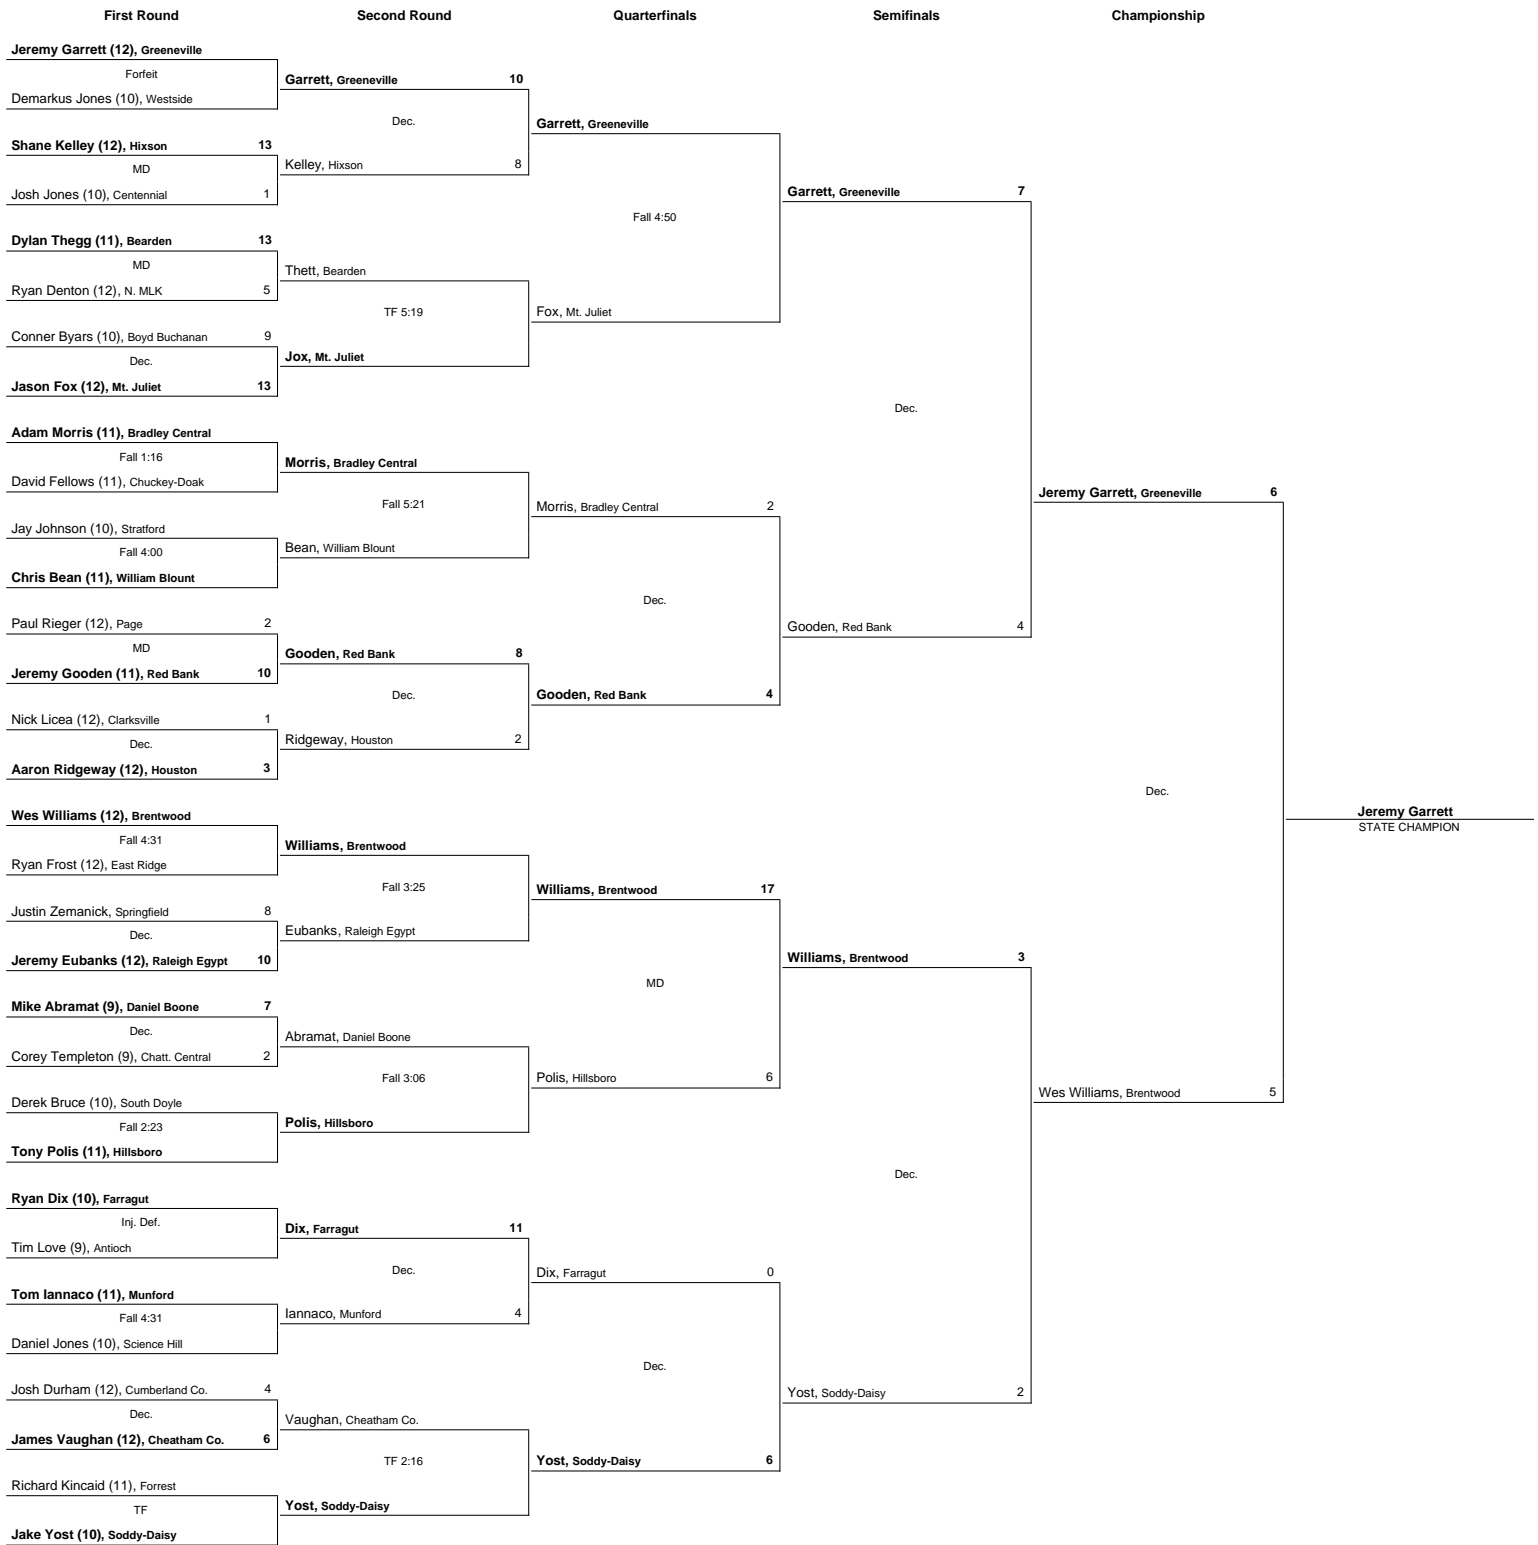 First Round Second Round Quarterfinals Semifinals Championship
Jeremy Garrett (12), Greeneville
Forfeit
Demarkus Jones (10), Westside
Shane Kelley (12), Hixson 13
MD
Josh Jones (10), Centennial 1
Dylan Thegg (11), Bearden 13
MD
Ryan Denton (12), N. MLK 5
Conner Byars (10), Boyd Buchanan 9
Dec.
Jason Fox (12), Mt. Juliet 13
Adam Morris (11), Bradley Central
Fall 1:16
David Fellows (11), Chuckey-Doak
Jay Johnson (10), Stratford
Fall 4:00
Chris Bean (11), William Blount
Paul Rieger (12), Page 2
MD
Jeremy Gooden (11), Red Bank 10
Nick Licea (12), Clarksville 1
Dec.
Aaron Ridgeway (12), Houston 3
Wes Williams (12), Brentwood
Fall 4:31
Ryan Frost (12), East Ridge
Justin Zemanick, Springfield 8
Dec.
Jeremy Eubanks (12), Raleigh Egypt 10
Mike Abramat (9), Daniel Boone 7
Dec.
Corey Templeton (9), Chatt. Central 2
Derek Bruce (10), South Doyle
Fall 2:23
Tony Polis (11), Hillsboro
Ryan Dix (10), Farragut
Inj. Def.
Tim Love (9), Antioch
Tom Iannaco (11), Munford
Fall 4:31
Daniel Jones (10), Science Hill
Josh Durham (12), Cumberland Co. 4
Dec.
James Vaughan (12), Cheatham Co. 6
Richard Kincaid (11), Forrest
TF
Jake Yost (10), Soddy-Daisy
Garrett, Greeneville 10
Dec.
Kelley, Hixson 8
Thett, Bearden
TF 5:19
Jox, Mt. Juliet
Morris, Bradley Central
Fall 5:21
Bean, William Blount
Gooden, Red Bank 8
Dec.
Ridgeway, Houston 2
Williams, Brentwood
Fall 3:25
Eubanks, Raleigh Egypt
Abramat, Daniel Boone
Fall 3:06
Polis, Hillsboro
Dix, Farragut 11
Dec.
Iannaco, Munford 4
Vaughan, Cheatham Co.
TF 2:16
Yost, Soddy-Daisy
Garrett, Greeneville
Fall 4:50
Fox, Mt. Juliet
Morris, Bradley Central 2
Dec.
Gooden, Red Bank 4
Williams, Brentwood 17
MD
Polis, Hillsboro 6
Dix, Farragut 0
Dec.
Yost, Soddy-Daisy 6
Garrett, Greeneville 7
Dec.
Gooden, Red Bank 4
Williams, Brentwood 3
Dec.
Yost, Soddy-Daisy 2
Jeremy Garrett, Greeneville 6
Dec.
Wes Williams, Brentwood 5
Jeremy Garrett
STATE CHAMPION